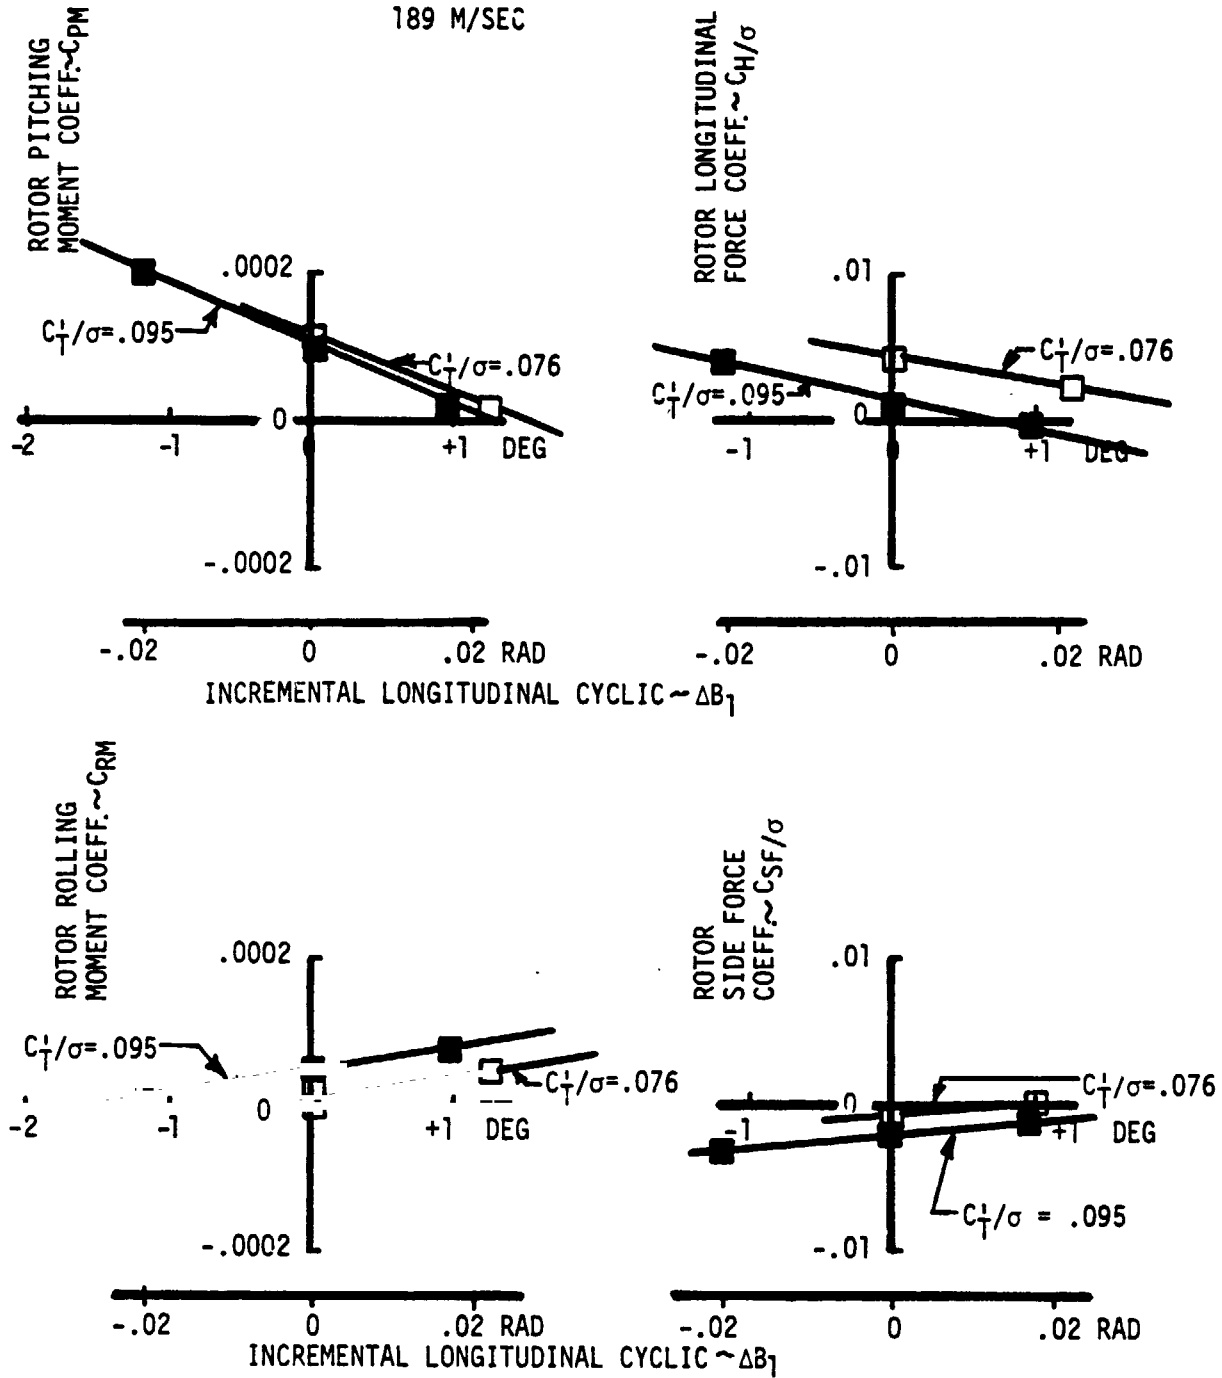 189 M/SEC
ROTOR PITCHING
MOMENT COEFF.~CPM
.0002
C'T/σ=.095
C'T/σ=.076
0
-2
-1
0
+1
DEG
-.0002
-.02
0
.02 RAD
ROTOR LONGITUDINAL
FORCE COEFF.~CH/σ
.01
C'T/σ=.076
C'T/σ=.095
0
-1
0
+1
DEG
-.01
-.02
0
.02 RAD
INCREMENTAL LONGITUDINAL CYCLIC~ΔB1
ROTOR ROLLING
MOMENT COEFF.~CRM
.0002
C'T/σ=.095
C'T/σ=.076
0
-2
-1
+1
DEG
-.0002
-.02
0
.02 RAD
ROTOR
SIDE FORCE
COEFF.~CSF/σ
.01
C'T/σ=.076
0
-1
+1
DEG
C'T/σ = .095
-.01
-.02
0
.02 RAD
INCREMENTAL LONGITUDINAL CYCLIC~ΔB1